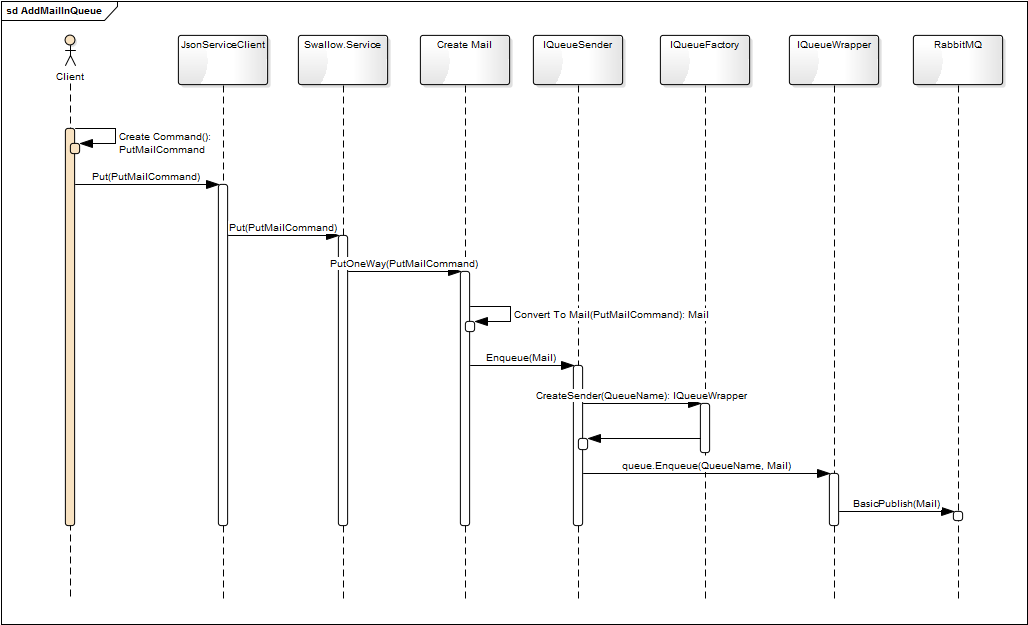 sd AddMailInQueue
Client
JsonServiceClient
Swallow.Service
Create Mail
IQueueSender
IQueueFactory
IQueueWrapper
RabbitMQ
Create Command():
PutMailCommand
Put(PutMailCommand)
Put(PutMailCommand)
PutOneWay(PutMailCommand)
Convert To Mail(PutMailCommand): Mail
Enqueue(Mail)
CreateSender(QueueName): IQueueWrapper
queue.Enqueue(QueueName, Mail)
BasicPublish(Mail)